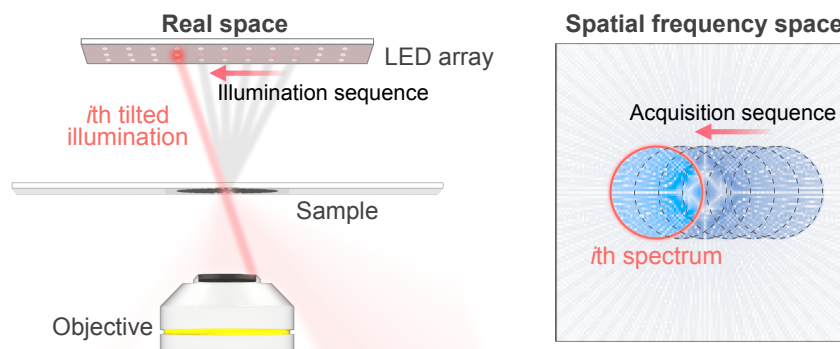 Real space
LED array
Illumination sequence
ith tilted
illumination
Sample
Objective
Spatial frequency space
Acquisition sequence
ith spectrum